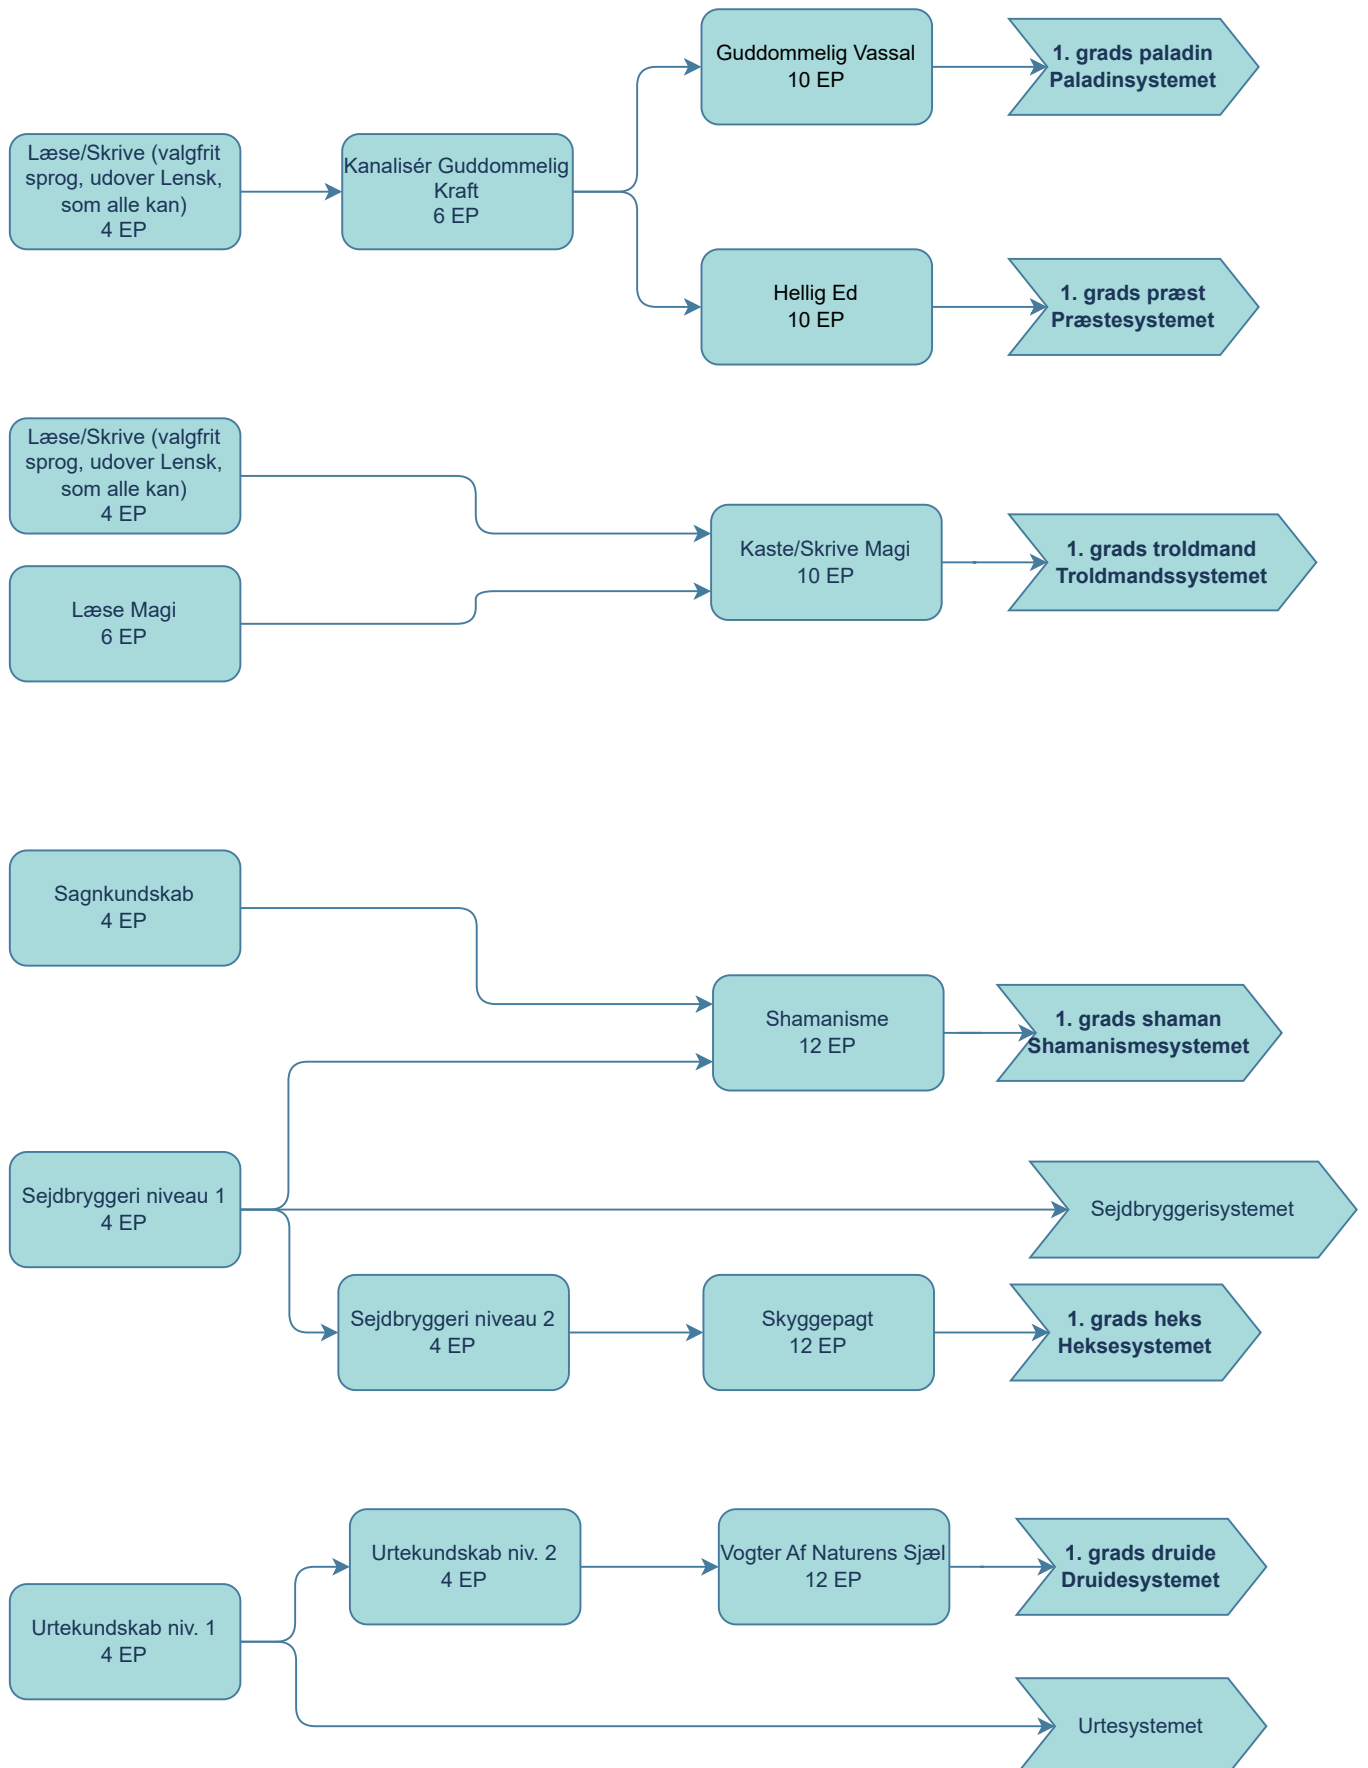 Guddommelig Vassal
10 EP
1. grads paladin
Paladinsystemet
Læse/Skrive (valgfrit
sprog, udover Lensk,
som alle kan)
4 EP
Kanalisér Guddommelig
Kraft
6 EP
Hellig Ed
10 EP
1. grads præst
Præstesystemet
Læse/Skrive (valgfrit
sprog, udover Lensk,
som alle kan)
4 EP
Kaste/Skrive Magi
10 EP
1. grads troldmand
Troldmandssystemet
Læse Magi
6 EP
Sagnkundskab
4 EP
Shamanisme
12 EP
1. grads shaman
Shamanismesystemet
Sejdbryggeri niveau 1
4 EP
Sejdbryggerisystemet
Sejdbryggeri niveau 2
4 EP
Skyggepagt
12 EP
1. grads heks
Heksesystemet
Urtekundskab niv. 2
4 EP
Vogter Af Naturens Sjæl
12 EP
1. grads druide
Druidesystemet
Urtekundskab niv. 1
4 EP
Urtesystemet